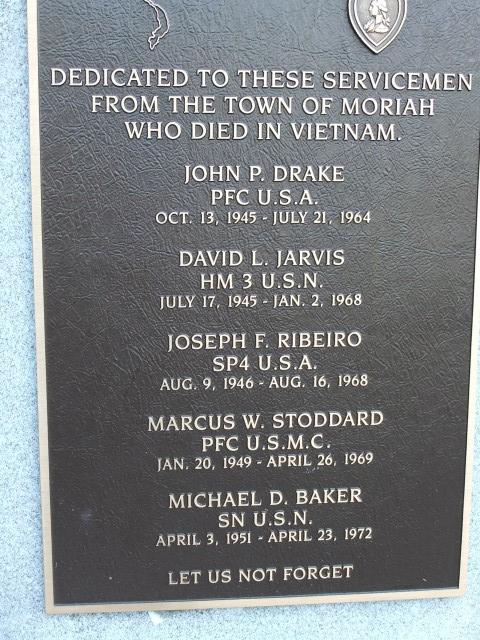 DEDICATED TO THESE SERVICEMEN
FROM THE TOWN OF MORIAH
WHO DIED IN VIETNAM.
JOHN P. DRAKE
PFC U.S.A.
OCT. 13, 1945 - JULY 21, 1964
DAVID L. JARVIS
HM 3 U.S.N.
JULY 17, 1945 - JAN. 2, 1968
JOSEPH F. RIBEIRO
SP4 U.S.A.
AUG. 9, 1946 - AUG. 16, 1968
MARCUS W. STODDARD
PFC U.S.M.C.
JAN. 20, 1949 - APRIL 26, 1969
MICHAEL D. BAKER
SN U.S.N.
APRIL 3, 1951 - APRIL 23, 1972
LET US NOT FORGET